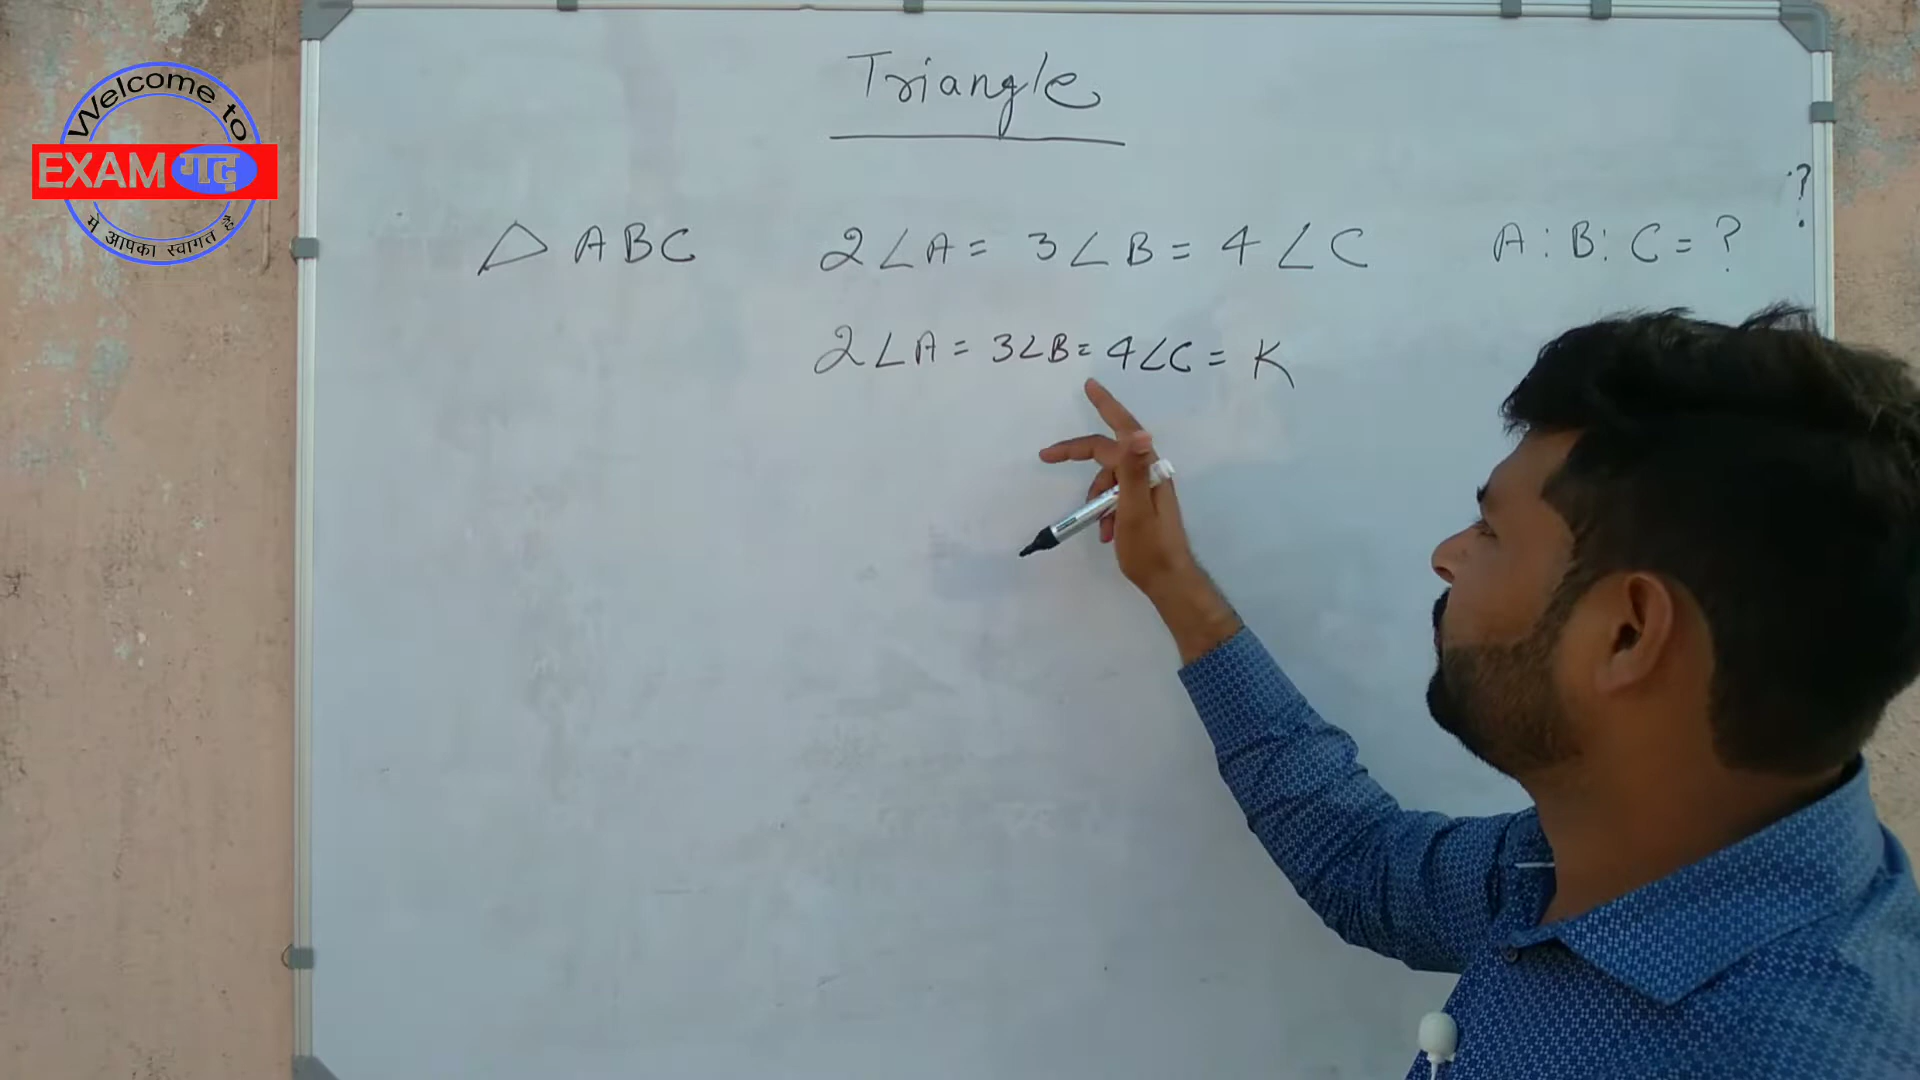 Welcome to
EXAM गढ़
मे आपका स्वागत है
Triangle
?
△ ABC 2∠A = 3∠B = 4∠C A:B:C = ?
2∠A = 3∠B = 4∠C = K